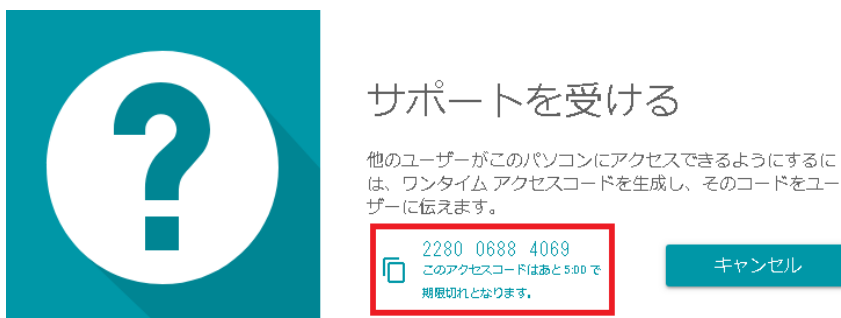 ?
サポートを受ける
他のユーザーがこのパソコンにアクセスできるようにするに
は、ワンタイム アクセスコードを生成し、そのコードをユー
ザーに伝えます。
2280 0688 4069
このアクセスコードはあと 5:00 で
期限切れとなります。
キャンセル